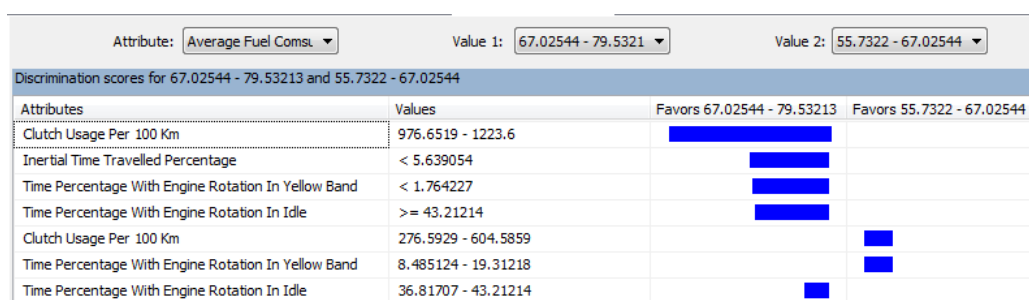 Attribute: Average Fuel Comsu Value 1: 67.02544 - 79.5321 Value 2: 55.7322 - 67.02544
Discrimination scores for 67.02544 - 79.53213 and 55.7322 - 67.02544
Attributes Values Favors 67.02544 - 79.53213 Favors 55.7322 - 67.02544
Clutch Usage Per 100 Km 976.6519 - 1223.6
Inertial Time Travelled Percentage < 5.639054
Time Percentage With Engine Rotation In Yellow Band < 1.764227
Time Percentage With Engine Rotation In Idle >= 43.21214
Clutch Usage Per 100 Km 276.5929 - 604.5859
Time Percentage With Engine Rotation In Yellow Band 8.485124 - 19.31218
Time Percentage With Engine Rotation In Idle 36.81707 - 43.21214